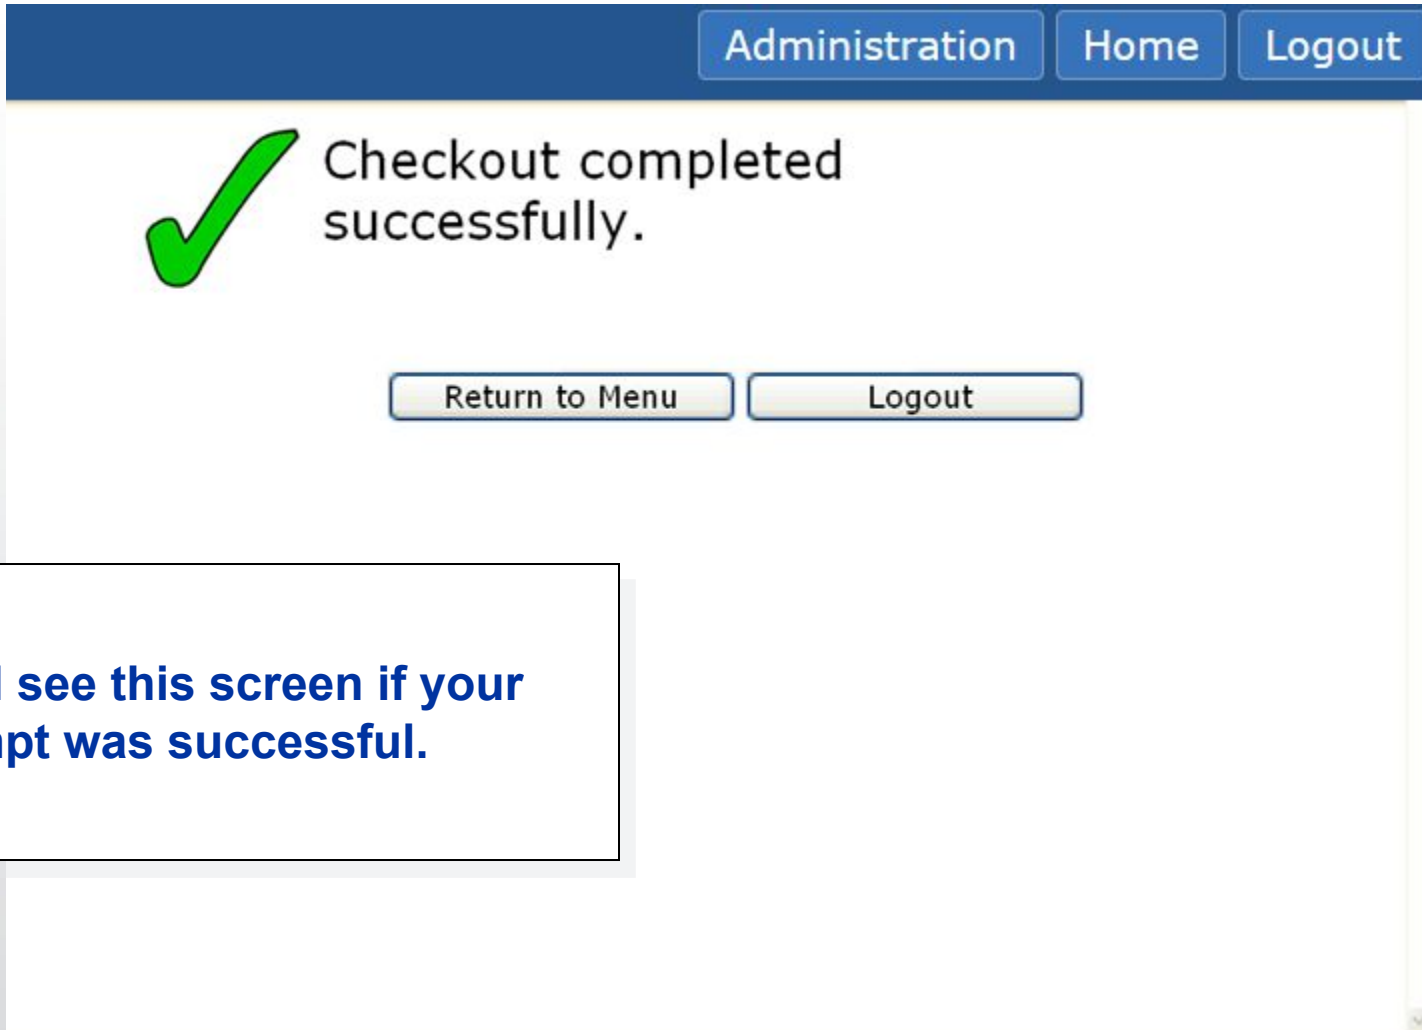 Administration Home Logout
Checkout completed
successfully.
Return to Menu Logout
see this screen if your
was successful.